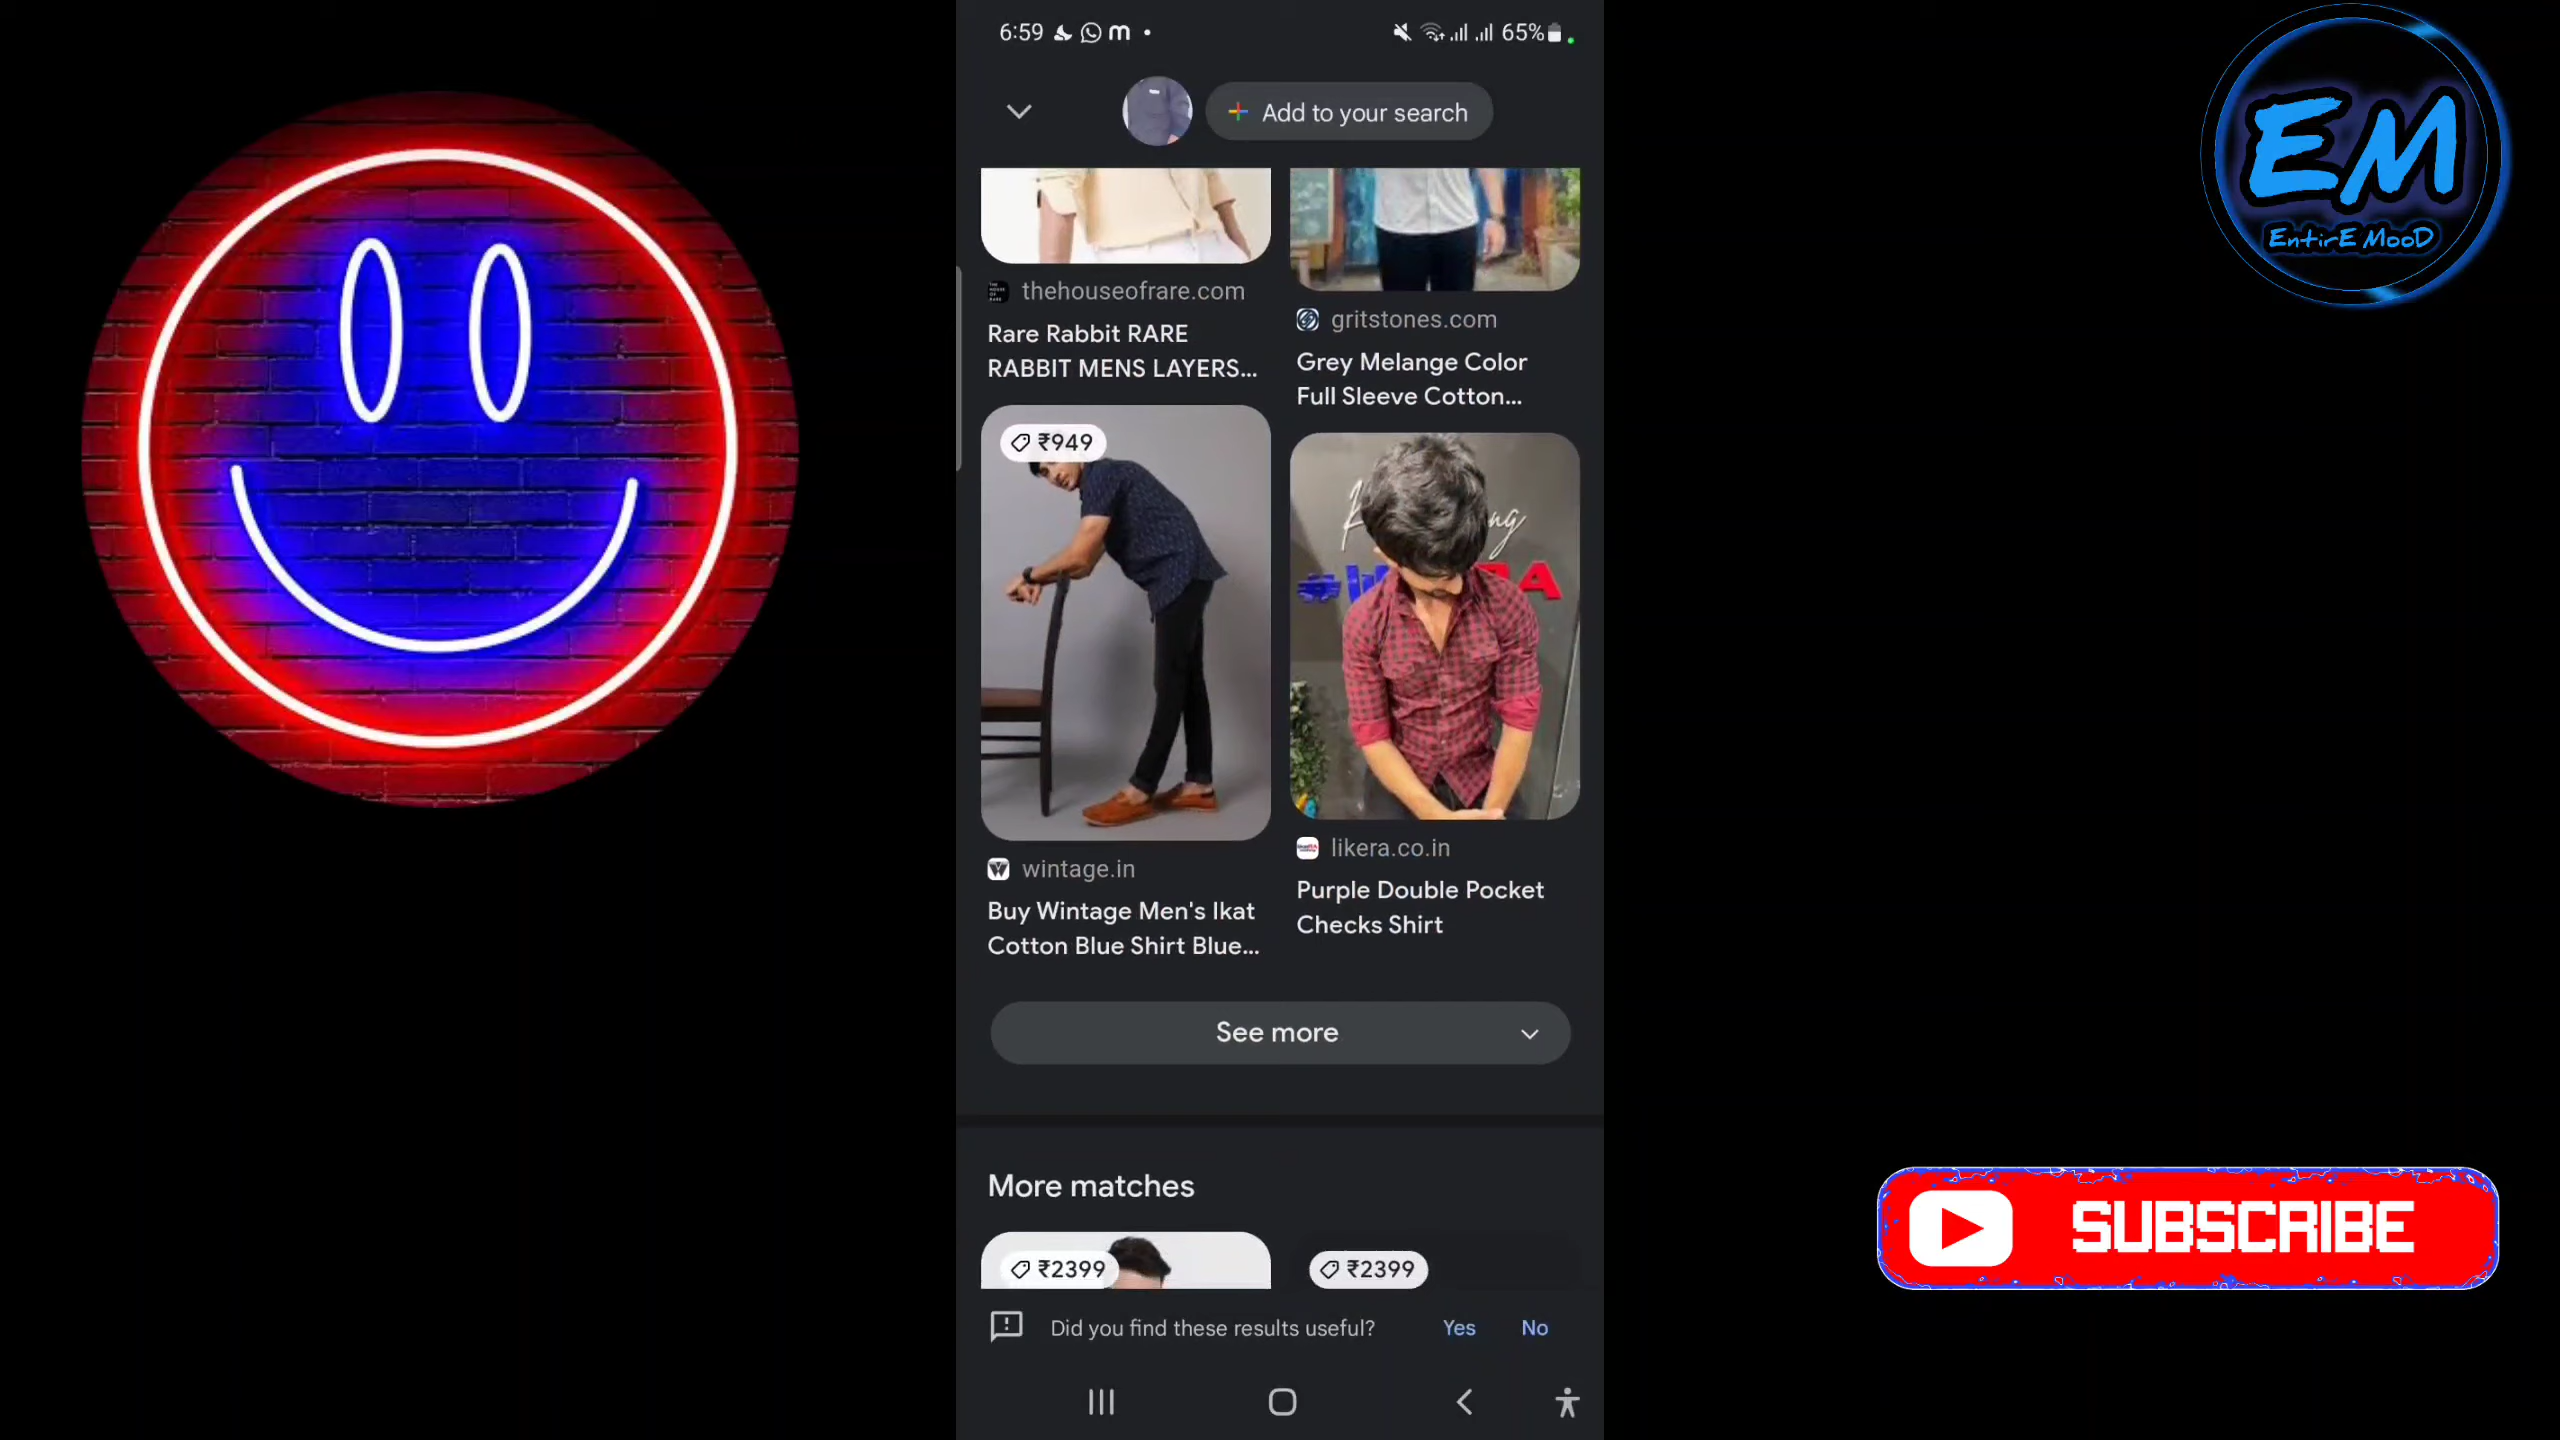 6:59
65%
Add to your search
thehouseofrare.com
Rare Rabbit RARE
RABBIT MENS LAYERS...
gritstones.com
Grey Melange Color
Full Sleeve Cotton...
₹949
wintage.in
Buy Wintage Men's Ikat
Cotton Blue Shirt Blue...
likera.co.in
Purple Double Pocket
Checks Shirt
See more
More matches
₹2399
₹2399
Did you find these results useful?
Yes
No
EM
EntirE MooD
SUBSCRIBE